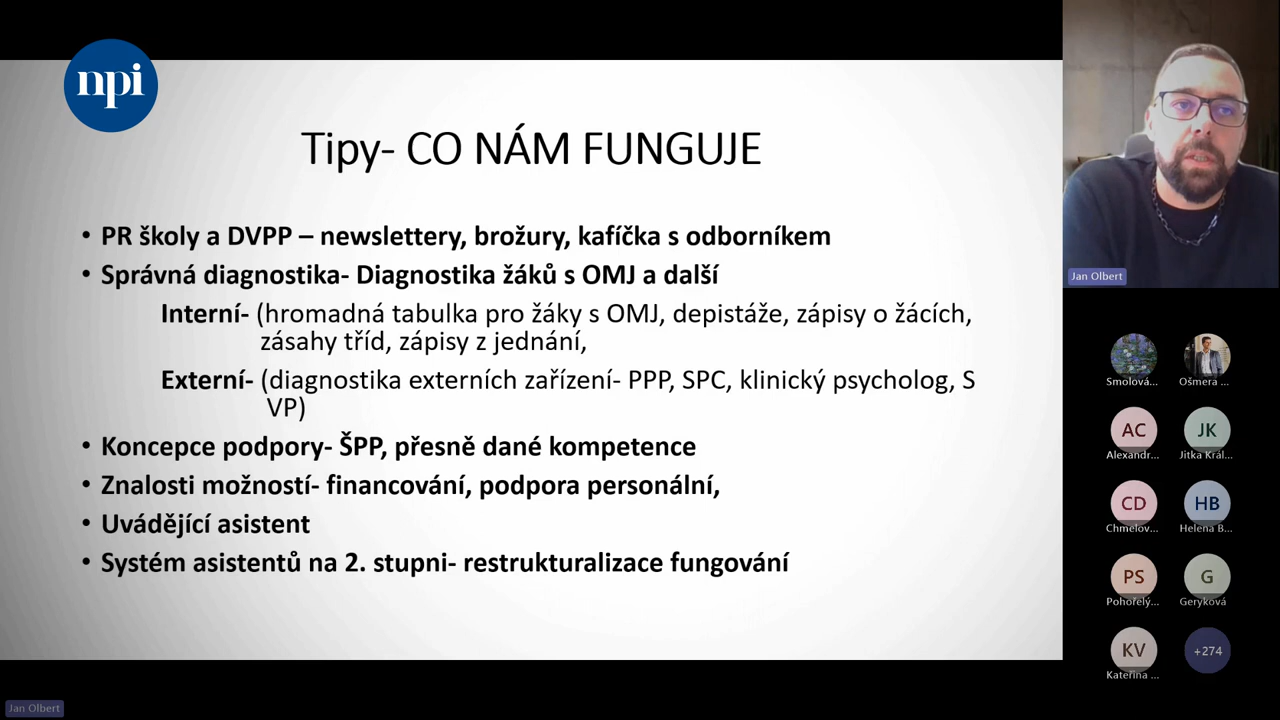 npi
Tipy- CO NÁM FUNGUJE
• PR školy a DVPP – newslettery, brožury, kafíčka s odborníkem
• Správná diagnostika- Diagnostika žáků s OMJ a další
Interní- (hromadná tabulka pro žáky s OMJ, depistáže, zápisy o žácích,
zásahy tříd, zápisy z jednání,
Externí- (diagnostika externích zařízení- PPP, SPC, klinický psycholog, S
VP)
• Koncepce podpory- ŠPP, přesně dané kompetence
• Znalosti možností- financování, podpora personální,
• Uvádějící asistent
• Systém asistentů na 2. stupni- restrukturalizace fungování
Jan Olbert
Smolová...
Ošmera ...
AC
JK
Alexandr...
Jitka Král...
CD
HB
Chmelov...
Helena B...
PS
G
Pohořelý...
Geryková
KV
+274
Kateřina ...
Jan Olbert